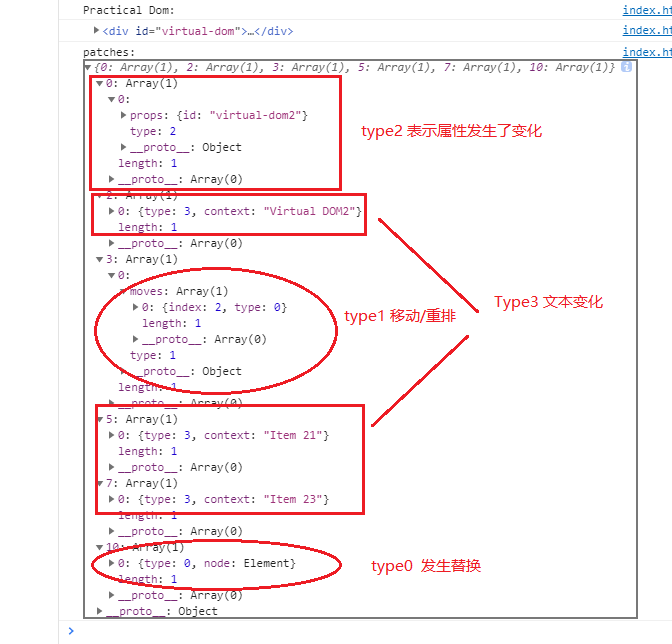 Practical Dom:
index.ht
<div id="virtual-dom">…</div>
index.ht
patches:
index.ht
{0: Array(1), 2: Array(1), 3: Array(1), 5: Array(1), 7: Array(1), 10: Array(1)}
0: Array(1)
0:
props: {id: "virtual-dom2"}
type: 2
type2 表示属性发生了变化
__proto__: Object
length: 1
__proto__: Array(0)
2: Array(1)
0: {type: 3, context: "Virtual DOM2"}
length: 1
__proto__: Array(0)
3: Array(1)
0:
moves: Array(1)
0: {index: 2, type: 0}
Type3 文本变化
length: 1
type1 移动/重排
__proto__: Array(0)
type: 1
__proto__: Object
length: 1
__proto__: Array(0)
5: Array(1)
0: {type: 3, context: "Item 21"}
length: 1
__proto__: Array(0)
7: Array(1)
0: {type: 3, context: "Item 23"}
length: 1
__proto__: Array(0)
10: Array(1)
0: {type: 0, node: Element}
type0 发生替换
length: 1
__proto__: Array(0)
__proto__: Object